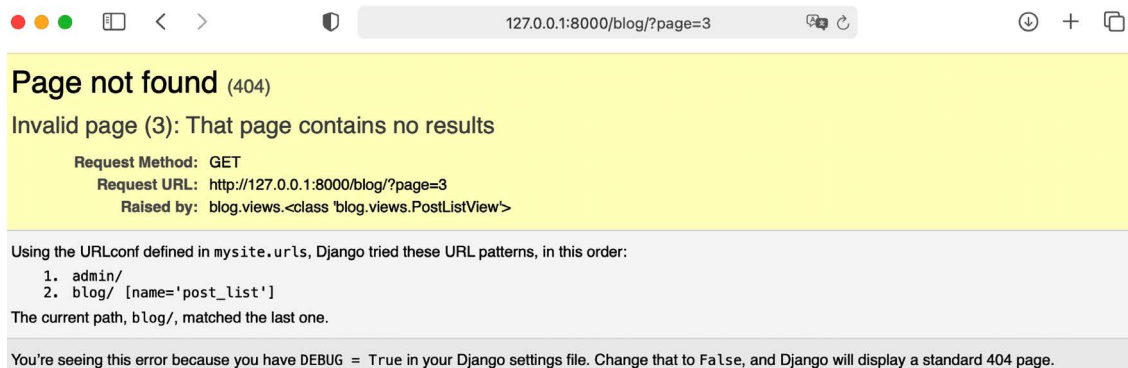 127.0.0.1:8000/blog/?page=3
Page not found (404)
Invalid page (3): That page contains no results
Request Method: GET
Request URL: http://127.0.0.1:8000/blog/?page=3
Raised by: blog.views.<class 'blog.views.PostListView'>
Using the URLconf defined in mysite.urls, Django tried these URL patterns, in this order:
1. admin/
2. blog/ [name='post_list']
The current path, blog/, matched the last one.
You’re seeing this error because you have DEBUG = True in your Django settings file. Change that to False, and Django will display a standard 404 page.